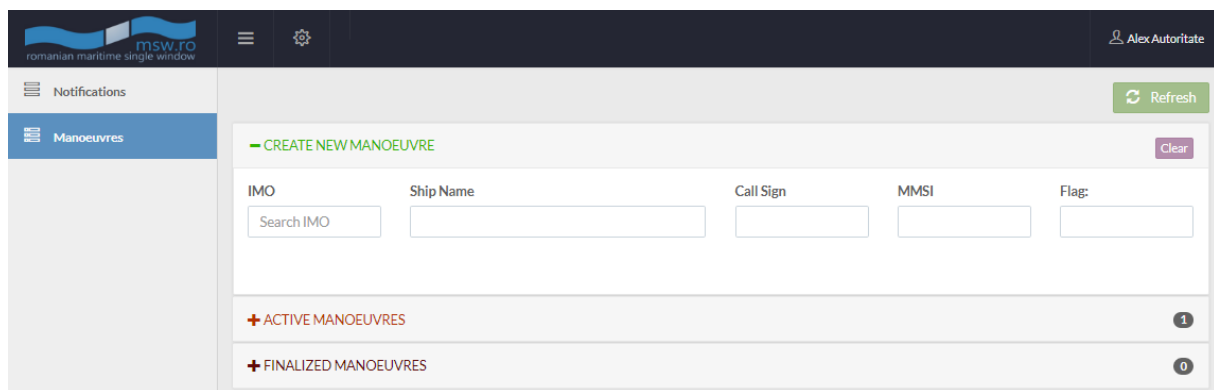 msw.ro
romanian maritime single window
Alex Autoritate
Notifications
Manoeuvres
Refresh
CREATE NEW MANOEUVRE
Clear
IMO Ship Name Call Sign MMSI Flag:
Search IMO
ACTIVE MANOEUVRES 1
FINALIZED MANOEUVRES 0